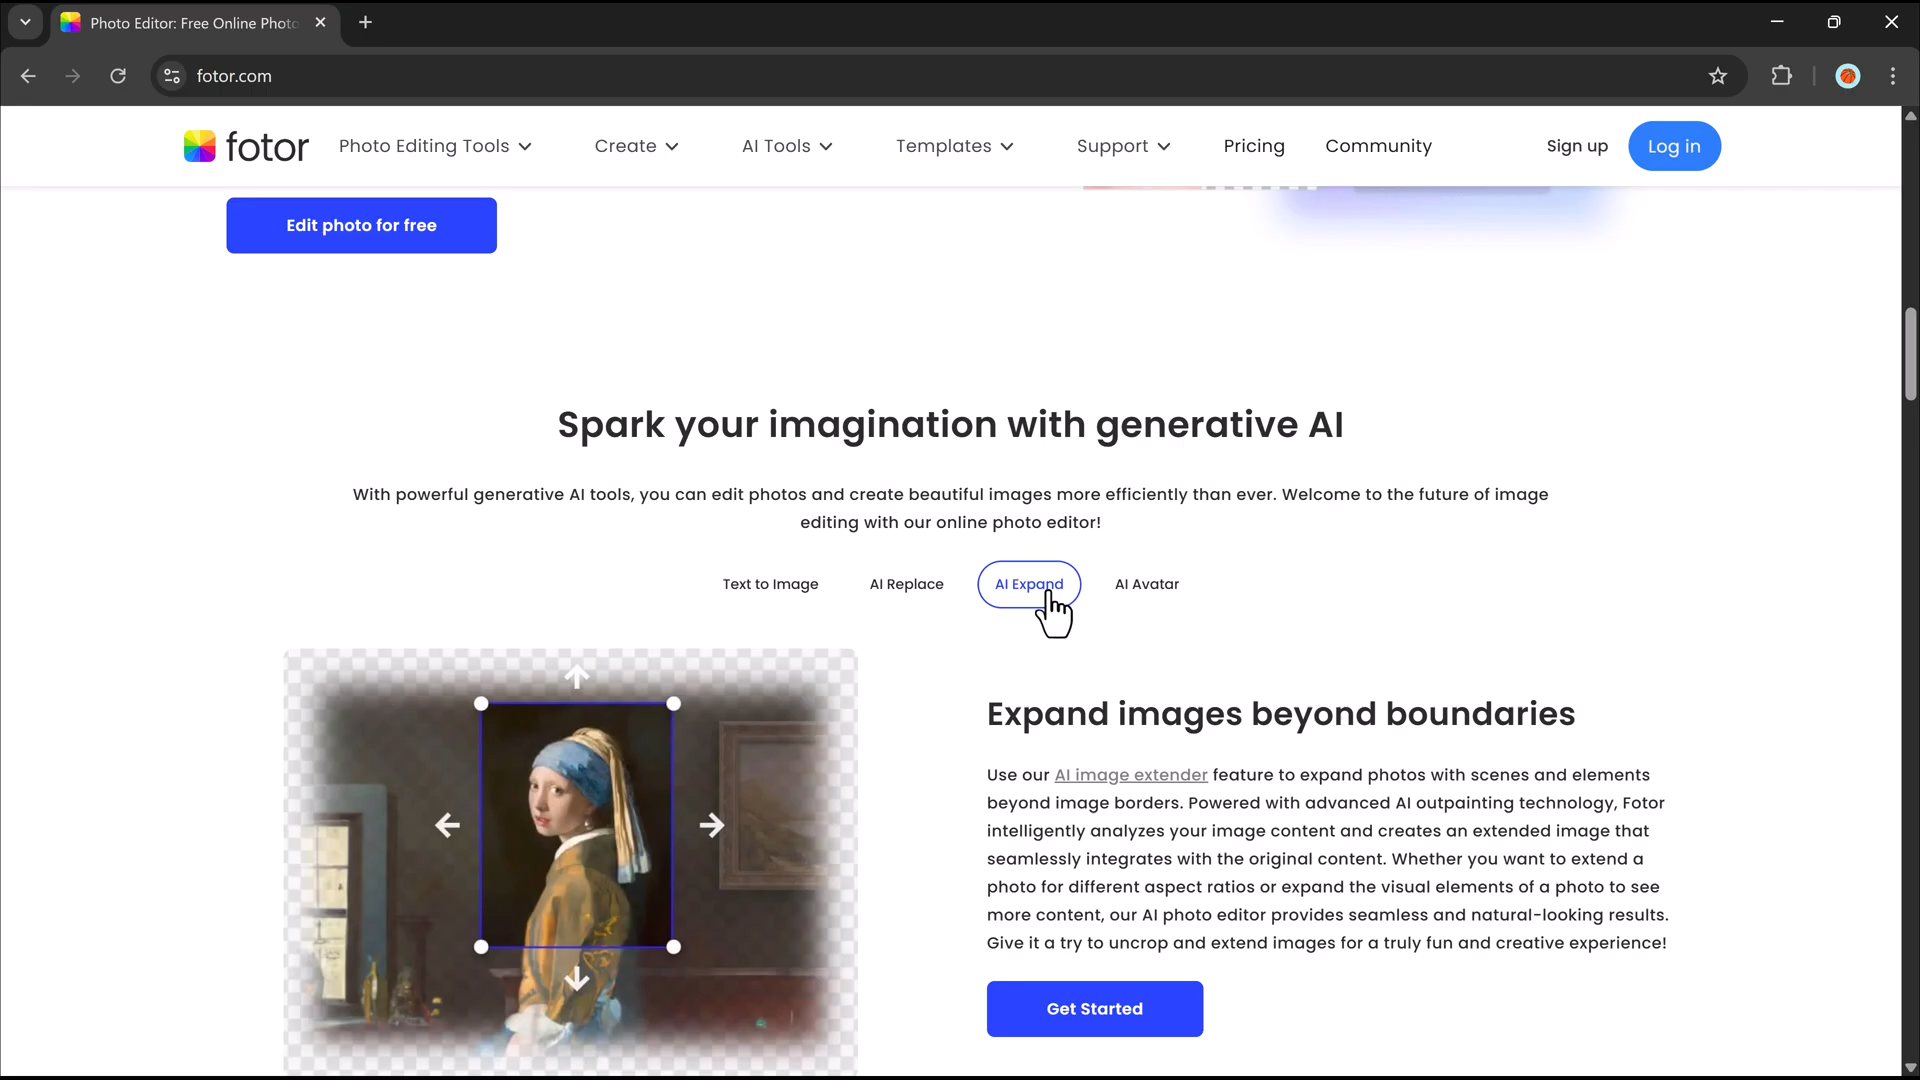 Photo Editor: Free Online Photo
fotor.com
fotor
Photo Editing Tools
Create
AI Tools
Templates
Support
Pricing
Community
Sign up
Log in
Edit photo for free
Spark your imagination with generative AI
With powerful generative AI tools, you can edit photos and create beautiful images more efficiently than ever. Welcome to the future of image
editing with our online photo editor!
Text to Image
AI Replace
AI Expand
AI Avatar
Expand images beyond boundaries
Use our AI image extender feature to expand photos with scenes and elements
beyond image borders. Powered with advanced AI outpainting technology, Fotor
intelligently analyzes your image content and creates an extended image that
seamlessly integrates with the original content. Whether you want to extend a
photo for different aspect ratios or expand the visual elements of a photo to see
more content, our AI photo editor provides seamless and natural-looking results.
Give it a try to uncrop and extend images for a truly fun and creative experience!
Get Started